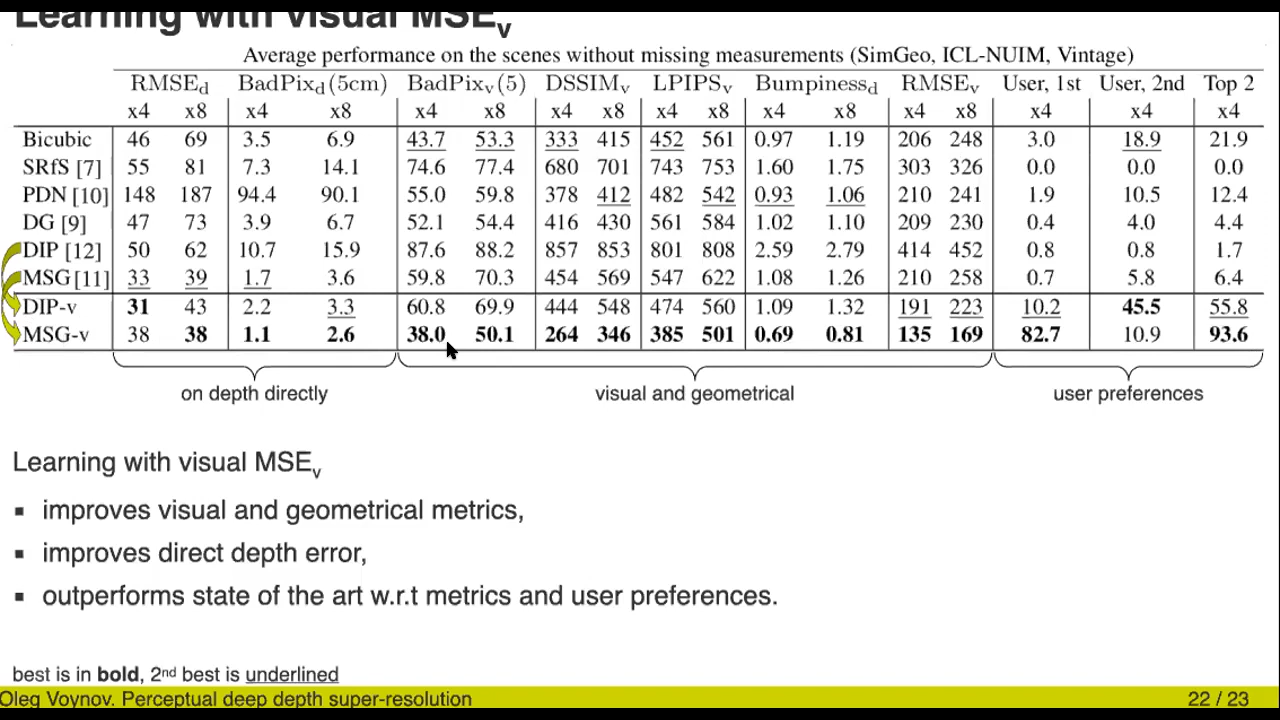 Learning with visual MSEv
Average performance on the scenes without missing measurements (SimGeo, ICL-NUIM, Vintage)
RMSEd BadPixd(5cm) BadPixv(5) DSSIMv LPIPSv Bumpinessd RMSEv User, 1st User, 2nd Top 2
x4 x8 x4 x8 x4 x8 x4 x8 x4 x8 x4 x8 x4 x8 x4 x4 x4
Bicubic 46 69 3.5 6.9 43.7 53.3 333 415 452 561 0.97 1.19 206 248 3.0 18.9 21.9
SRfS [7] 55 81 7.3 14.1 74.6 77.4 680 701 743 753 1.60 1.75 303 326 0.0 0.0 0.0
PDN [10] 148 187 94.4 90.1 55.0 59.8 378 412 482 542 0.93 1.06 210 241 1.9 10.5 12.4
DG [9] 47 73 3.9 6.7 52.1 54.4 416 430 561 584 1.02 1.10 209 230 0.4 4.0 4.4
DIP [12] 50 62 10.7 15.9 87.6 88.2 857 853 801 808 2.59 2.79 414 452 0.8 0.8 1.7
MSG [11] 33 39 1.7 3.6 59.8 70.3 454 569 547 622 1.08 1.26 210 258 0.7 5.8 6.4
DIP-v 31 43 2.2 3.3 60.8 69.9 444 548 474 560 1.09 1.32 191 223 10.2 45.5 55.8
MSG-v 38 38 1.1 2.6 38.0 50.1 264 346 385 501 0.69 0.81 135 169 82.7 10.9 93.6
on depth directly visual and geometrical user preferences
Learning with visual MSEv
▪ improves visual and geometrical metrics,
▪ improves direct depth error,
▪ outperforms state of the art w.r.t metrics and user preferences.
best is in bold, 2nd best is underlined
Oleg Voynov. Perceptual deep depth super-resolution 22 / 23